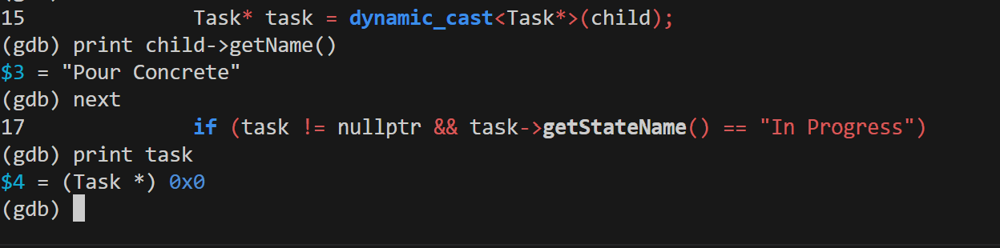 15              Task* task = dynamic_cast<Task*>(child);
(gdb) print child->getName()
$3 = "Pour Concrete"
(gdb) next
17              if (task != nullptr && task->getStateName() == "In Progress")
(gdb) print task
$4 = (Task *) 0x0
(gdb)